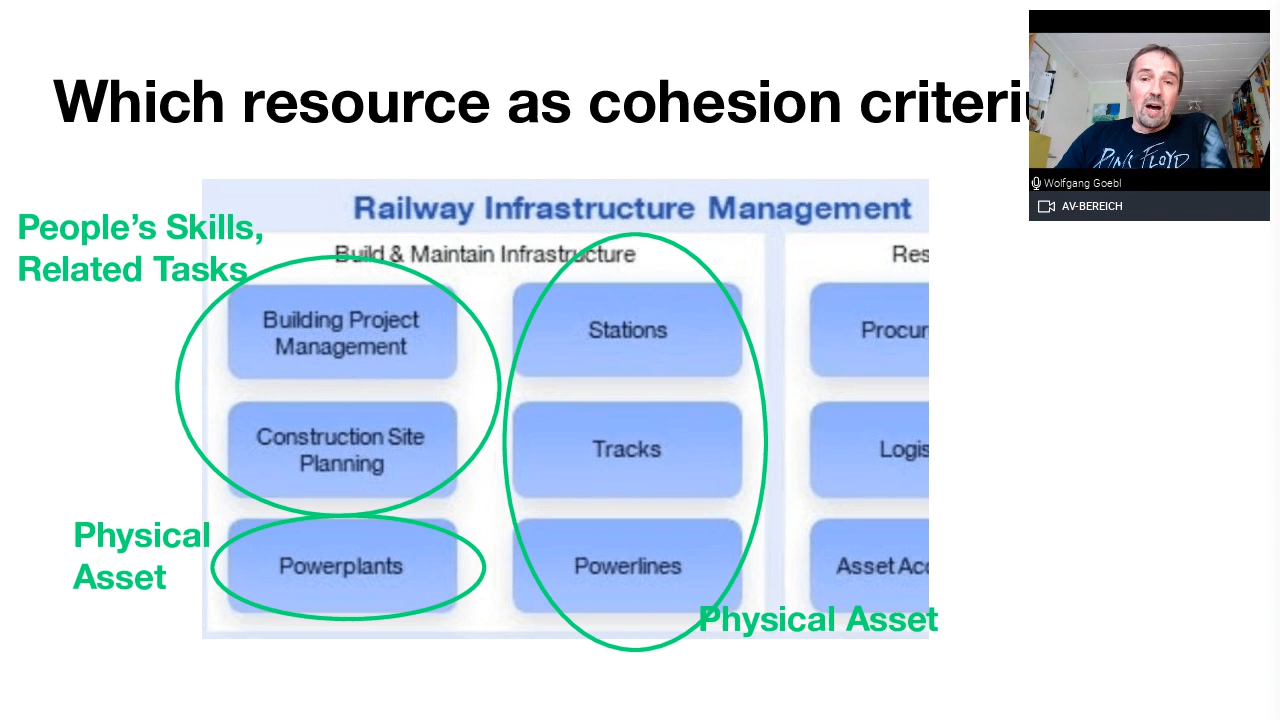 Which resource as cohesion criteri
PINK FLOYD
Wolfgang Goebl
AV-BEREICH
People's Skills,
Related Tasks
Railway Infrastructure Management
Build & Maintain Infrastructure
Res
Building Project
Management
Stations
Procur
Construction Site
Planning
Tracks
Logis
Physical
Asset
Powerplants
Powerlines
Asset Acc
Physical Asset